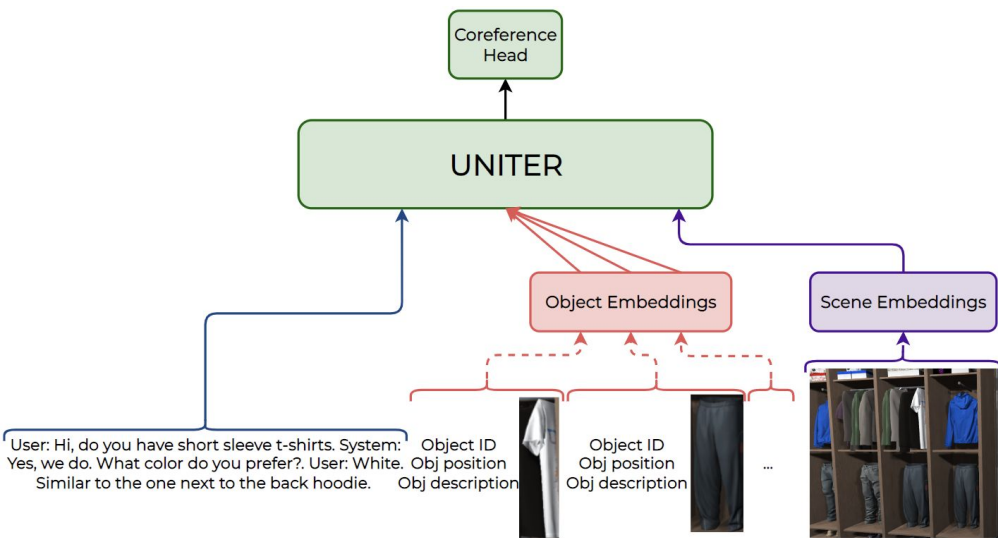 Coreference
Head
UNITER
Object Embeddings
Scene Embeddings
User: Hi, do you have short sleeve t-shirts. System:
Yes, we do. What color do you prefer?. User: White.
Similar to the one next to the back hoodie.
Object ID
Obj position
Obj description
Object ID
Obj position
Obj description
...